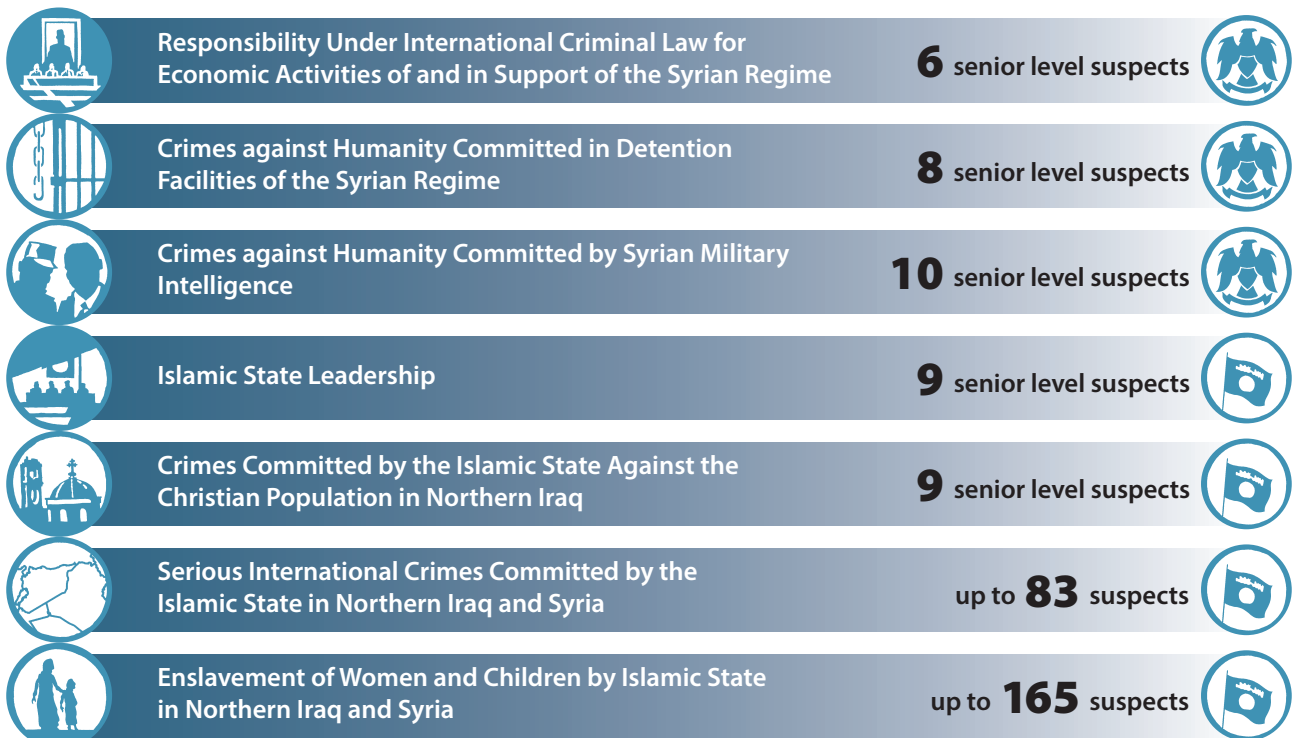 Responsibility Under International Criminal Law for
Economic Activities of and in Support of the Syrian Regime
6 senior level suspects
Crimes against Humanity Committed in Detention
Facilities of the Syrian Regime
8 senior level suspects
Crimes against Humanity Committed by Syrian Military
Intelligence
10 senior level suspects
Islamic State Leadership
9 senior level suspects
Crimes Committed by the Islamic State Against the
Christian Population in Northern Iraq
9 senior level suspects
Serious International Crimes Committed by the
Islamic State in Northern Iraq and Syria
up to 83 suspects
Enslavement of Women and Children by Islamic State
in Northern Iraq and Syria
up to 165 suspects